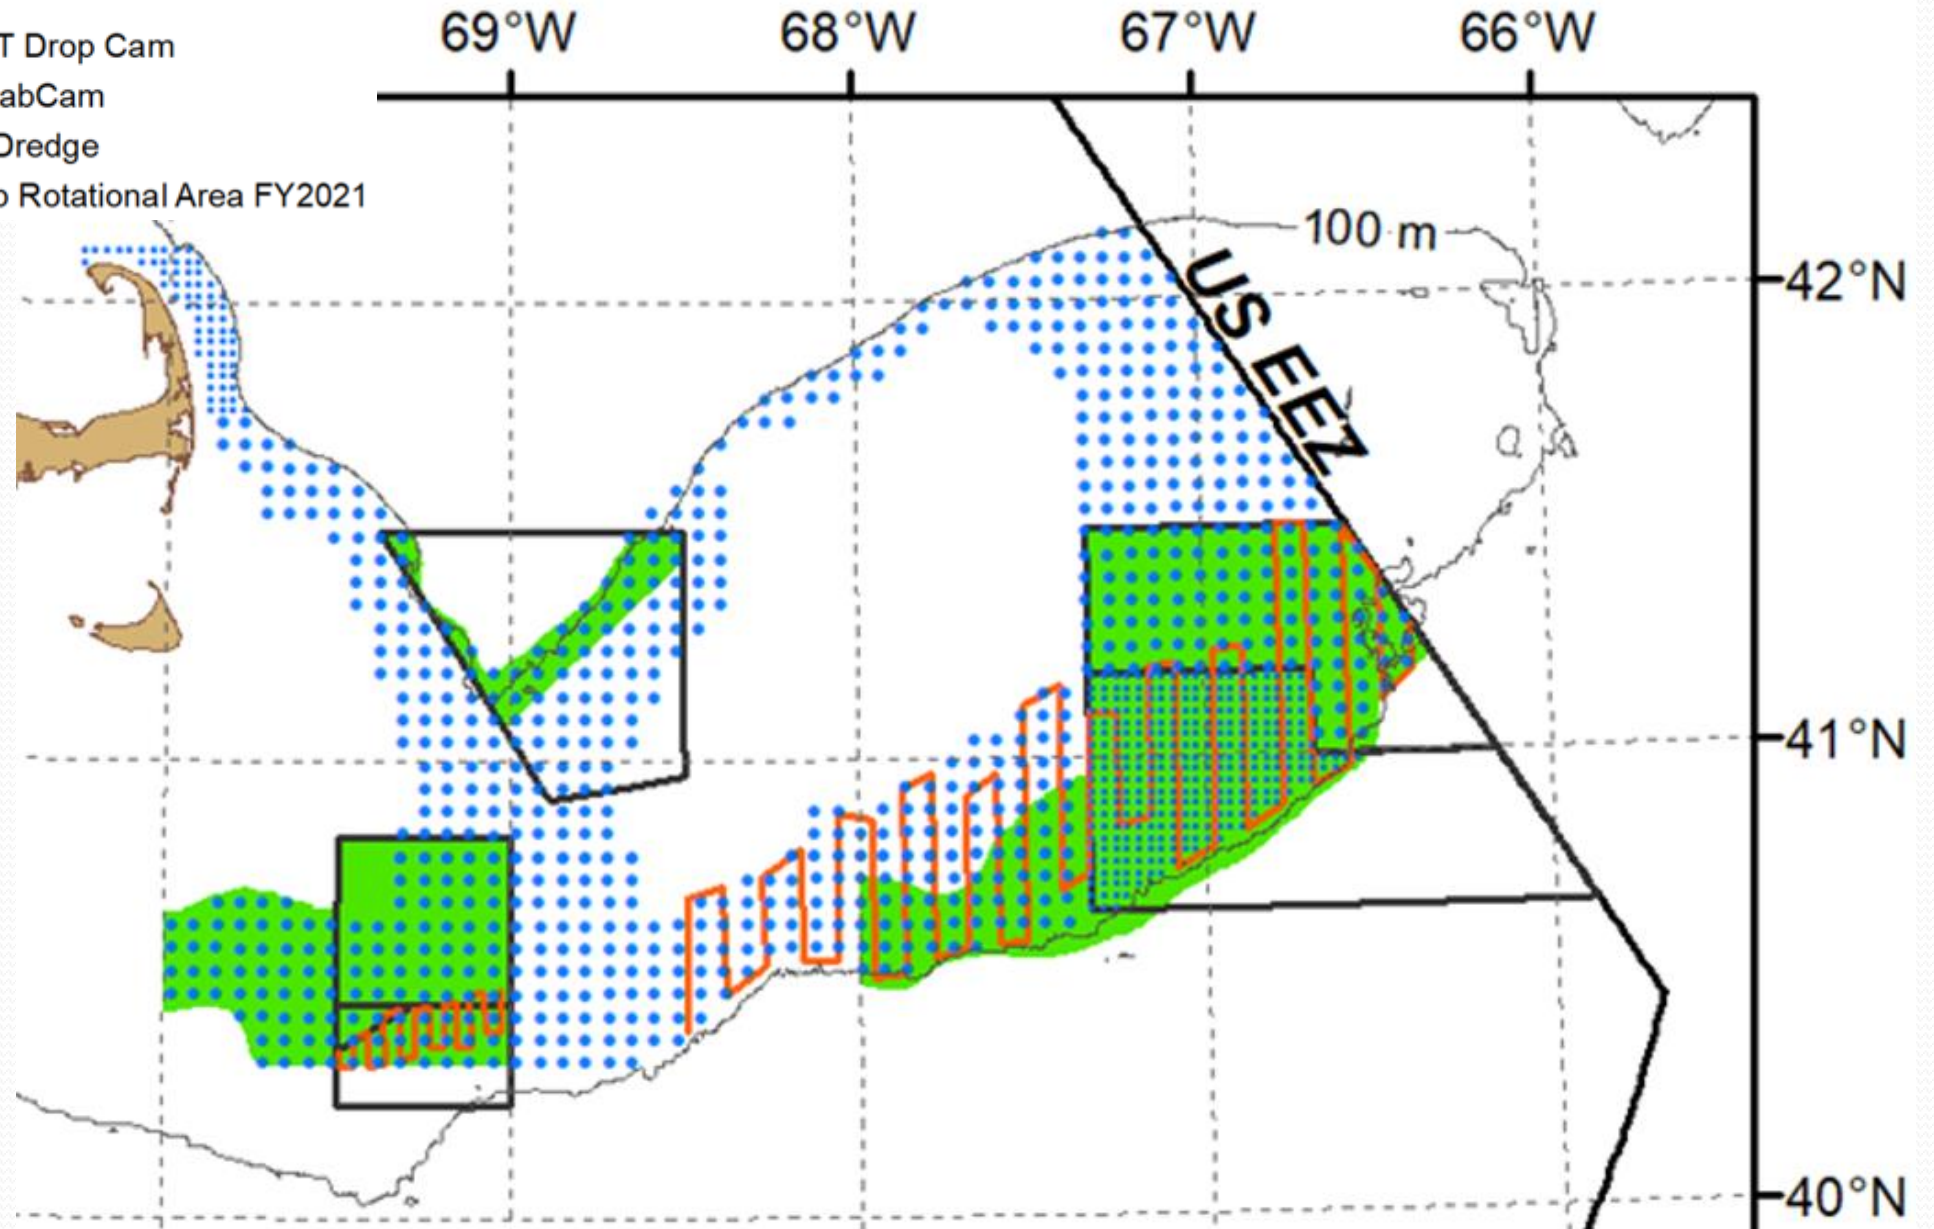 69°W 68°W 67°W 66°W
T Drop Cam
abCam
Dredge
Rotational Area FY2021
100 m
US EEZ
42°N
41°N
40°N